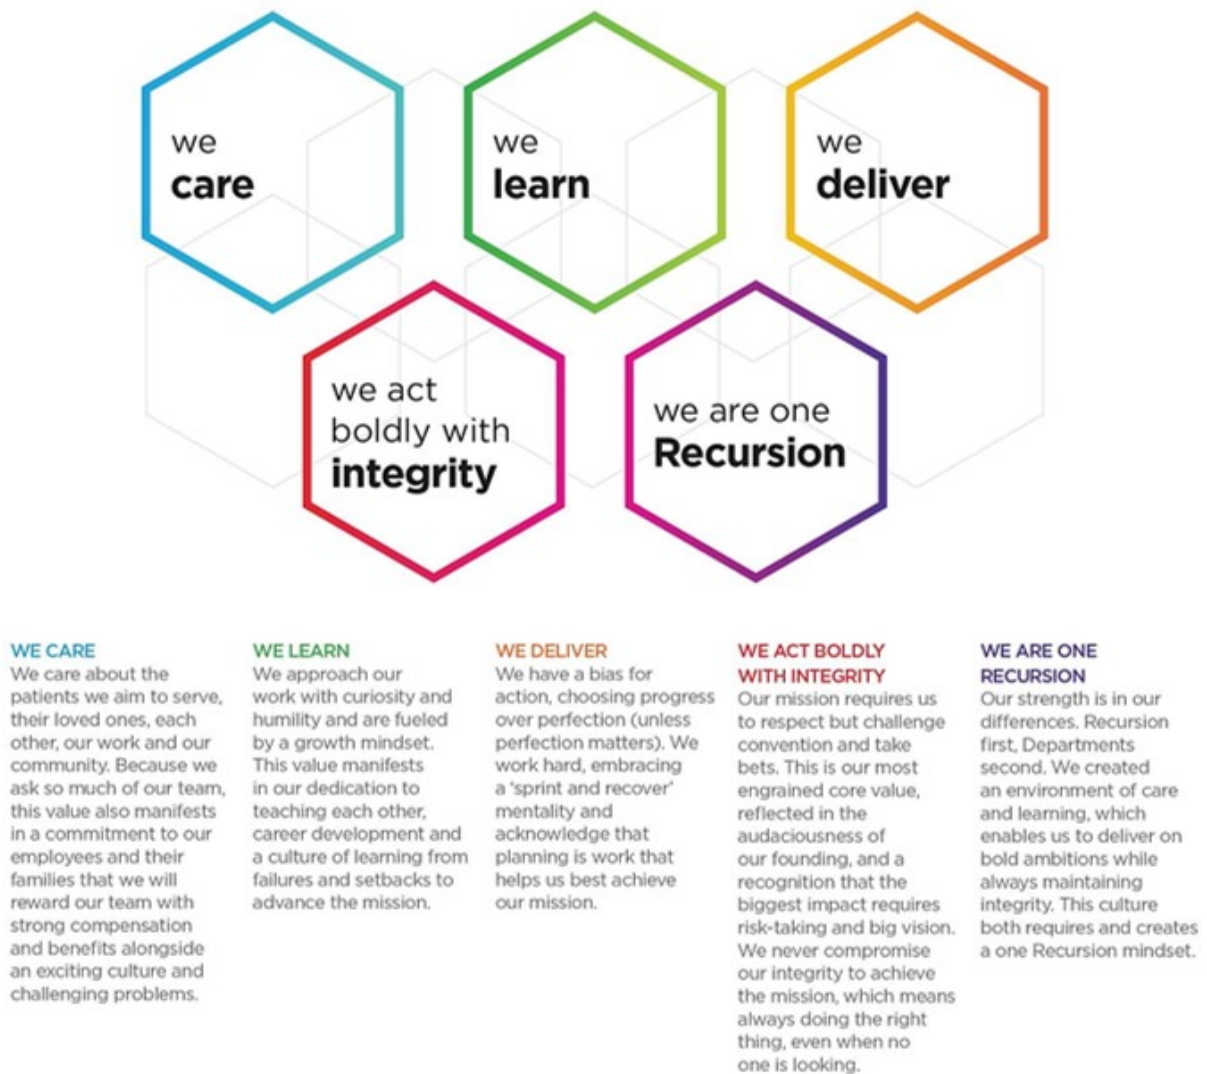 we
care
we
learn
we
deliver
we act
boldly with
integrity
we are one
Recursion
WE CARE
We care about the
patients we aim to serve,
their loved ones, each
other, our work and our
community. Because we
ask so much of our team,
this value also manifests
in a commitment to our
employees and their
families that we will
reward our team with
strong compensation
and benefits alongside
an exciting culture and
challenging problems.
WE LEARN
We approach our
work with curiosity and
humility and are fueled
by a growth mindset.
This value manifests
in our dedication to
teaching each other,
career development and
a culture of learning from
failures and setbacks to
advance the mission.
WE DELIVER
We have a bias for
action, choosing progress
over perfection (unless
perfection matters). We
work hard, embracing
a 'sprint and recover'
mentality and
acknowledge that
planning is work that
helps us best achieve
our mission.
WE ACT BOLDLY
WITH INTEGRITY
Our mission requires us
to respect but challenge
convention and take
bets. This is our most
engrained core value,
reflected in the
audaciousness of
our founding, and a
recognition that the
biggest impact requires
risk-taking and big vision.
We never compromise
our integrity to achieve
the mission, which means
always doing the right
thing, even when no
one is looking.
WE ARE ONE
RECURSION
Our strength is in our
differences. Recursion
first, Departments
second. We created
an environment of care
and learning, which
enables us to deliver on
bold ambitions while
always maintaining
integrity. This culture
both requires and creates
a one Recursion mindset.